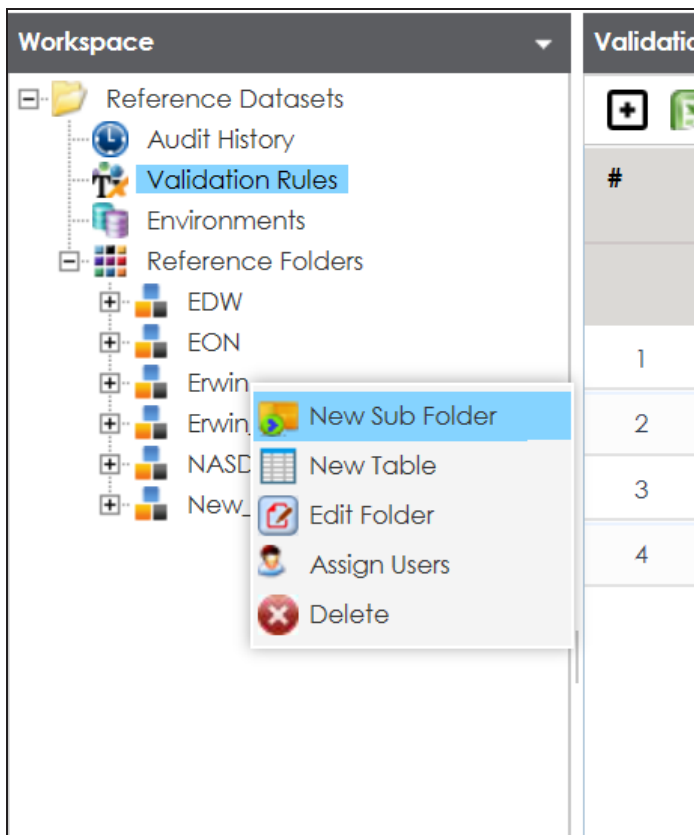 Workspace
Validatio
Reference Datasets
Audit History
Validation Rules
#
Environments
Reference Folders
EDW
EON
1
Erwin
New Sub Folder
Erwin_
2
New Table
NASD
3
Edit Folder
New_
Assign Users
4
Delete